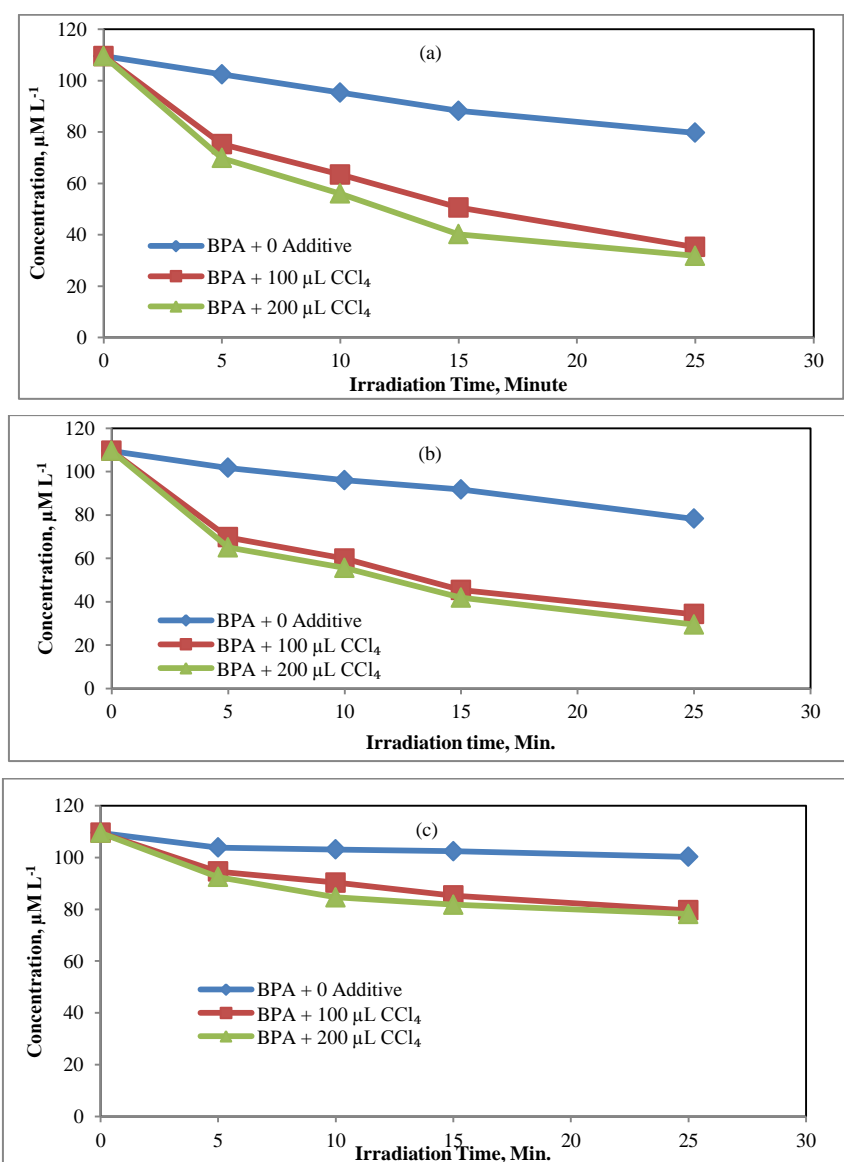 120
(a)
100
80
60
40
20
0
Concentration, µM L-1
BPA + 0 Additive
BPA + 100 µL CCl₄
BPA + 200 µL CCl₄
0 5 10 15 20 25 30
Irradiation Time, Minute
120
(b)
100
80
60
40
20
0
Concentration, µM L-1
BPA + 0 Additive
BPA + 100 µL CCl₄
BPA + 200 µL CCl₄
0 5 10 15 20 25 30
Irradiation time, Min.
120
(c)
100
80
60
40
20
0
Concentration, µM L-1
BPA + 0 Additive
BPA + 100 µL CCl₄
BPA + 200 µL CCl₄
0 5 10 15 20 25 30
Irradiation Time, Min.